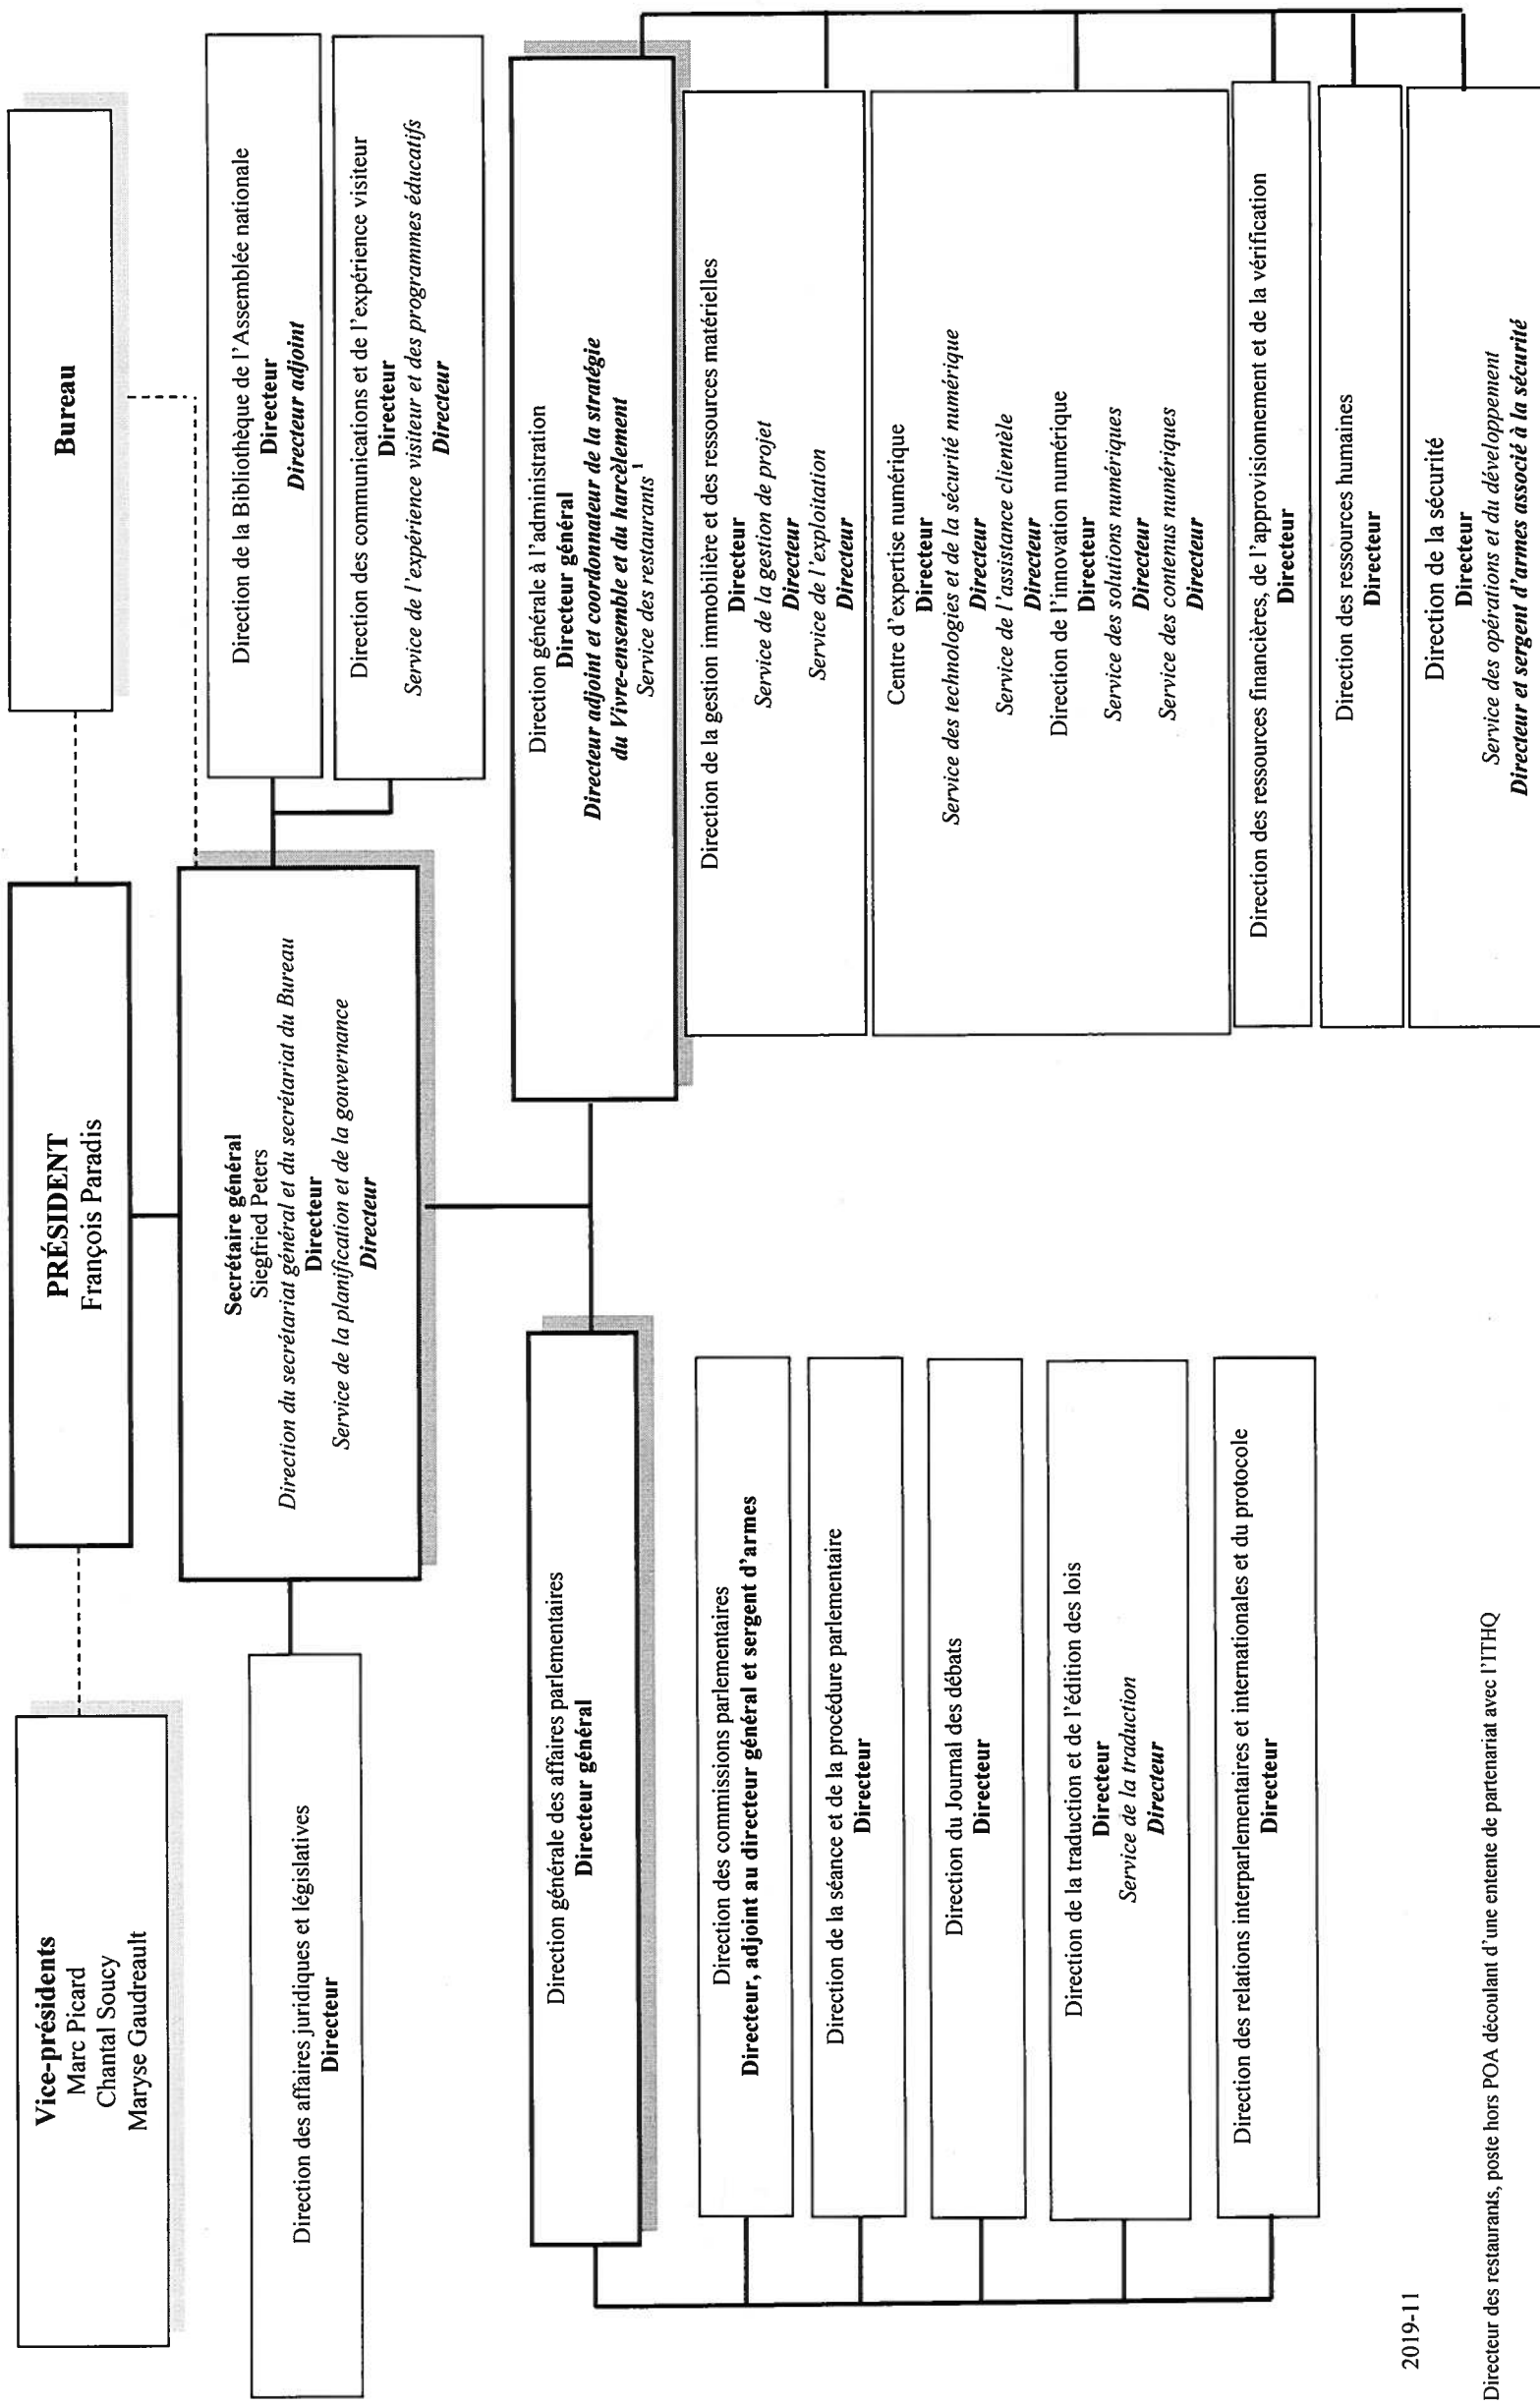 Vice-présidents
Marc Picard
Chantal Soucy
Maryse Gaudreault
PRÉSIDENT
François Paradis
Bureau
Direction des affaires juridiques et législatives
Directeur
Secrétaire général
Siegfried Peters
Direction du secrétariat général et du secrétariat du Bureau
Directeur
Service de la planification et de la gouvernance
Directeur
Direction de la Bibliothèque de l'Assemblée nationale
Directeur
Directeur adjoint
Direction des communications et de l'expérience visiteur
Directeur
Service de l'expérience visiteur et des programmes éducatifs
Directeur
Direction générale des affaires parlementaires
Directeur général
Direction des commissions parlementaires
Directeur, adjoint au directeur général et sergent d'armes
Direction de la séance et de la procédure parlementaire
Directeur
Direction du Journal des débats
Directeur
Direction de la traduction et de l'édition des lois
Directeur
Service de la traduction
Directeur
Direction des relations interparlementaires et internationales et du protocole
Directeur
Direction générale à l'administration
Directeur général
Directeur adjoint et coordonnateur de la stratégie
du Vivre-ensemble et du harcèlement
Service des restaurants 1
Direction de la gestion immobilière et des ressources matérielles
Directeur
Service de la gestion de projet
Directeur
Service de l'exploitation
Directeur
Centre d'expertise numérique
Directeur
Service des technologies et de la sécurité numérique
Directeur
Service de l'assistance clientèle
Directeur
Direction de l'innovation numérique
Directeur
Service des solutions numériques
Directeur
Service des contenus numériques
Directeur
Direction des ressources financières, de l'approvisionnement et de la vérification
Directeur
Direction des ressources humaines
Directeur
Direction de la sécurité
Directeur
Service des opérations et du développement
Directeur et sergent d'armes associé à la sécurité
2019-11
Directeur des restaurants, poste hors POA découlant d'une entente de partenariat avec l'ITHQ